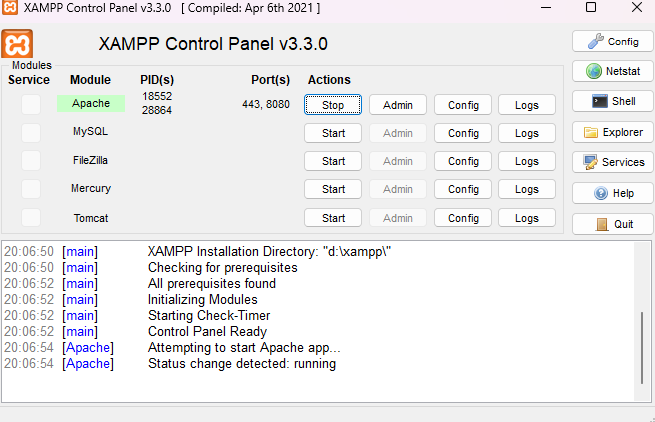 XAMPP Control Panel v3.3.0 [ Compiled: Apr 6th 2021 ]
XAMPP Control Panel v3.3.0
Config
Modules
Service Module PID(s) Port(s) Actions
Netstat
Apache 18552 28864 443, 8080 Stop Admin Config Logs
Shell
MySQL Start Admin Config Logs
Explorer
FileZilla Start Admin Config Logs
Services
Mercury Start Admin Config Logs
Help
Tomcat Start Admin Config Logs
Quit
20:06:50 [main] XAMPP Installation Directory: "d:\xampp\"
20:06:50 [main] Checking for prerequisites
20:06:52 [main] All prerequisites found
20:06:52 [main] Initializing Modules
20:06:52 [main] Starting Check-Timer
20:06:52 [main] Control Panel Ready
20:06:54 [Apache] Attempting to start Apache app...
20:06:54 [Apache] Status change detected: running